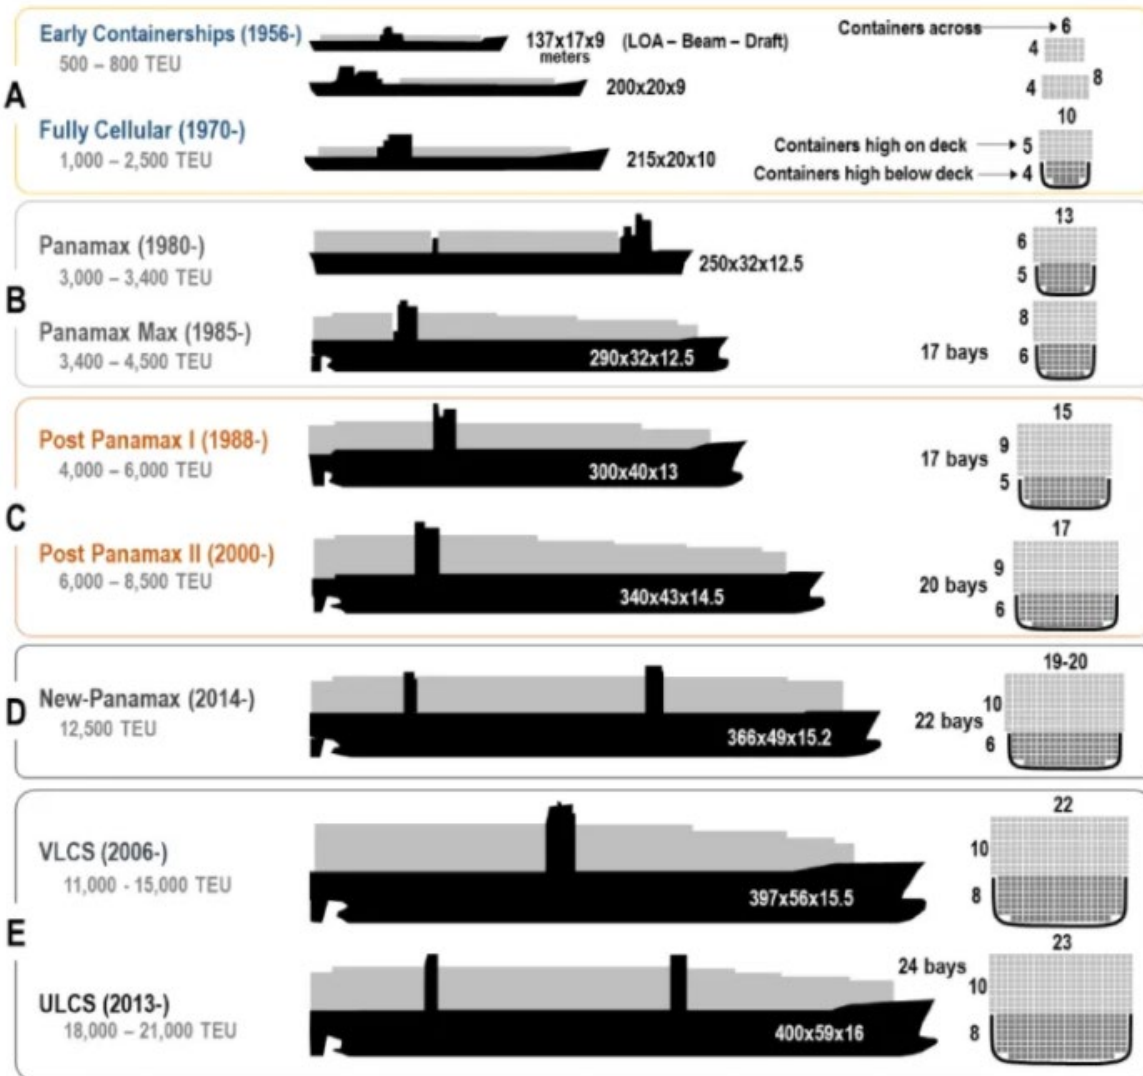 A
Early Containerships (1956-)
500 – 800 TEU
137x17x9 (LOA – Beam – Draft)
meters
Containers across
6
4
200x20x9
4
8
Fully Cellular (1970-)
1,000 – 2,500 TEU
215x20x10
10
Containers high on deck
5
Containers high below deck
4
B
Panamax (1980-)
3,000 – 3,400 TEU
250x32x12.5
13
6
5
Panamax Max (1985-)
3,400 – 4,500 TEU
290x32x12.5
17 bays
8
6
C
Post Panamax I (1988-)
4,000 – 6,000 TEU
300x40x13
17 bays
15
9
5
Post Panamax II (2000-)
6,000 – 8,500 TEU
340x43x14.5
20 bays
17
9
6
D
New-Panamax (2014-)
12,500 TEU
366x49x15.2
22 bays
19-20
10
6
E
VLCS (2006-)
11,000 - 15,000 TEU
397x56x15.5
22
10
8
ULCS (2013-)
18,000 – 21,000 TEU
400x59x16
24 bays
23
10
8